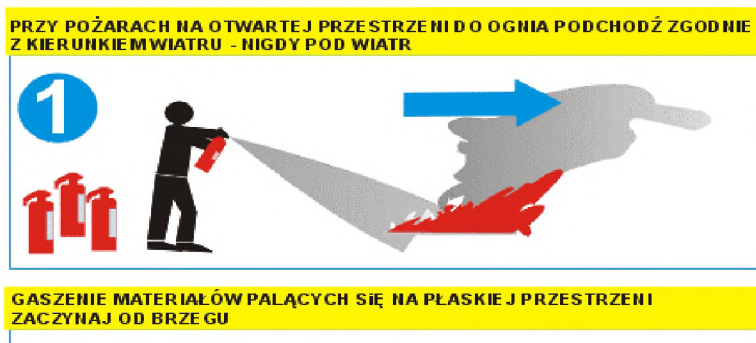 PRZY POŻARACH NA OTWARTEJ PRZESTRZENI DO OGNIA PODCHODŹ ZGODNIE
Z KIERUNKIEM WIATRU - NIGDY POD WIATR
1
GASZENIE MATERIAŁÓW PALĄCYCH SiĘ NA PŁASKIEJ PRZESTRZENI
ZACZYNAJ OD BRZEGU